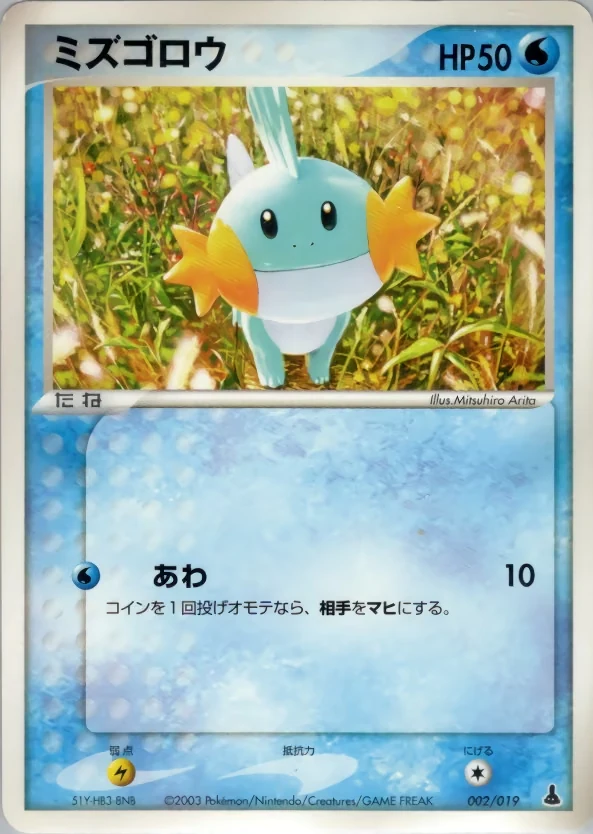 ミズゴロウ HP50
たね Illus.Mitsuhiro Arita
あわ 10
コインを1回投げオモテなら、相手をマヒにする。
弱点 抵抗力 にげる
51Y-HB3-8NB ©2003 Pokémon/Nintendo/Creatures/GAME FREAK 002/019